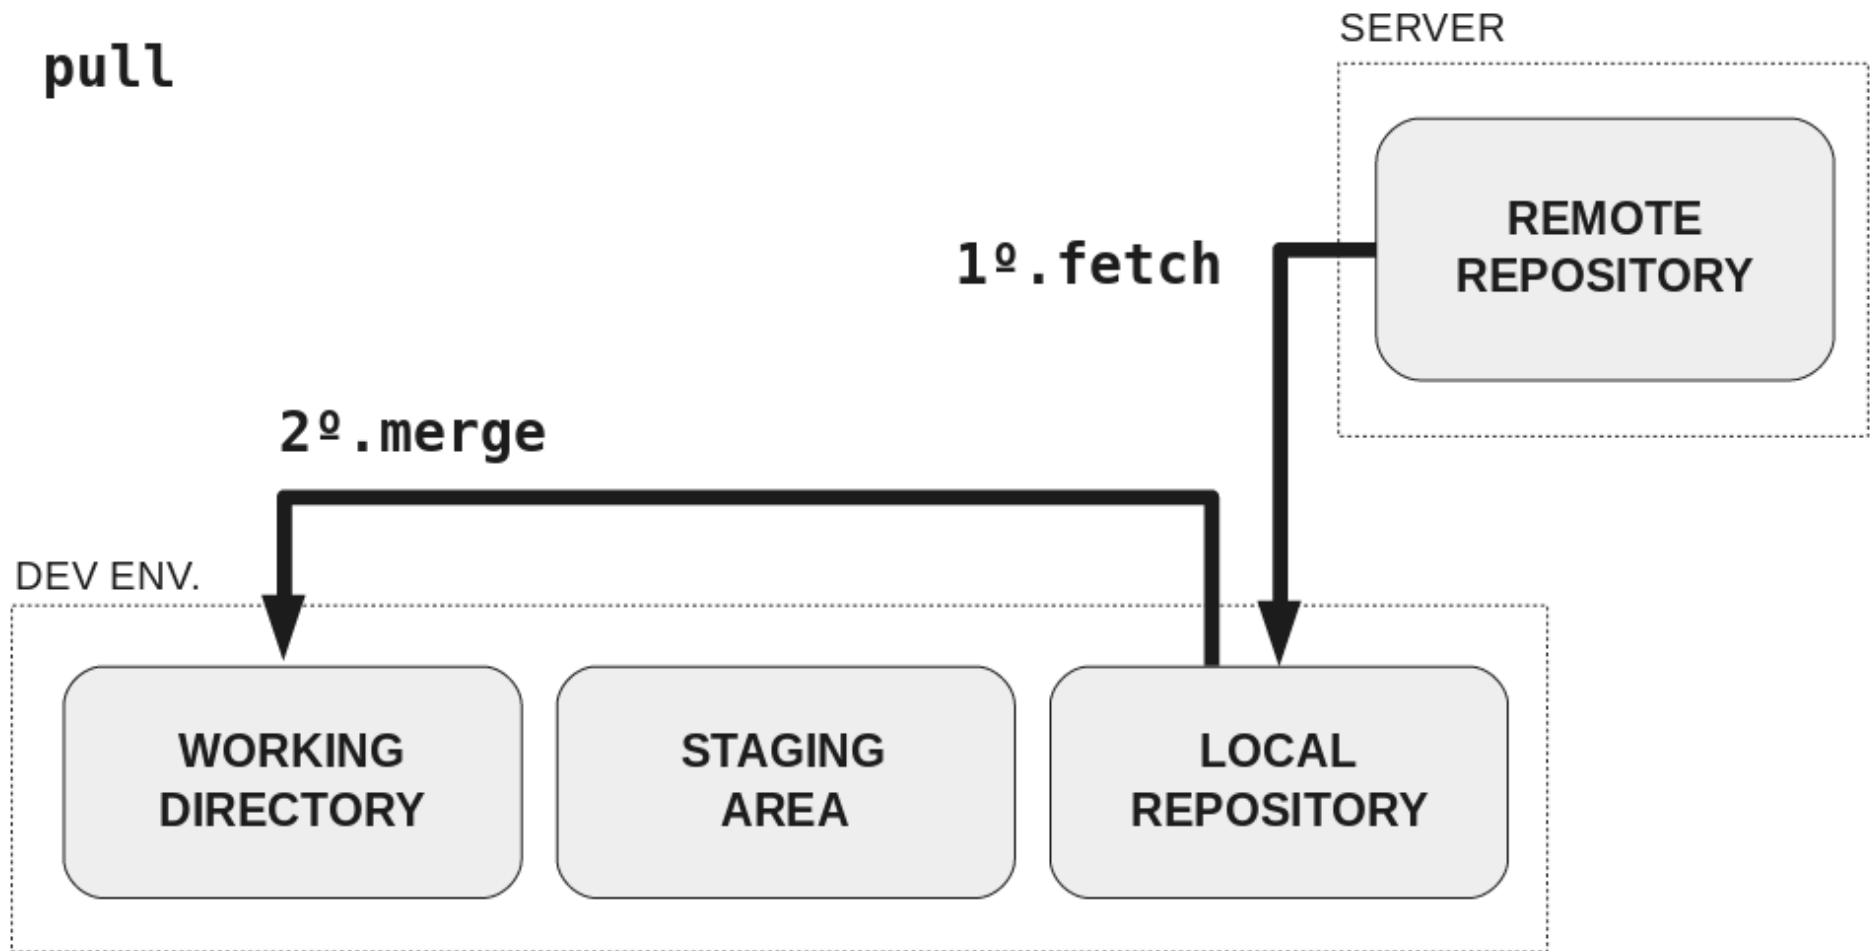 pull
SERVER
REMOTE
REPOSITORY
1º.fetch
2º.merge
DEV ENV.
WORKING
DIRECTORY
STAGING
AREA
LOCAL
REPOSITORY